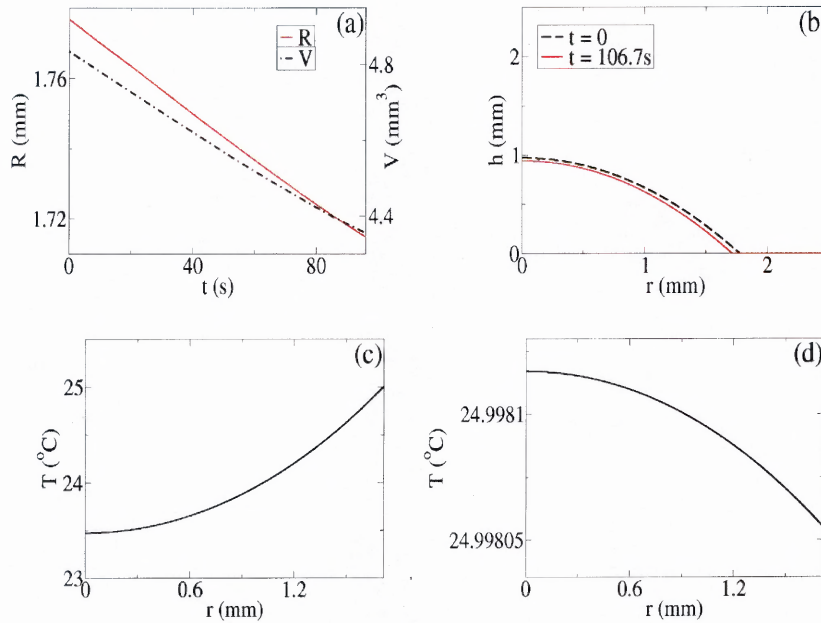 (a)
R
V
1.76
1.72
R (mm)
4.8
4.4
V (mm³)
0 40 80
t (s)
(b)
t = 0
t = 106.7s
2
1
0
h (mm)
0 1 2
r (mm)
(c)
25
24
23
T (°C)
0 0.6 1.2
r (mm)
(d)
24.9981
24.99805
T (°C)
0 0.6 1.2
r (mm)